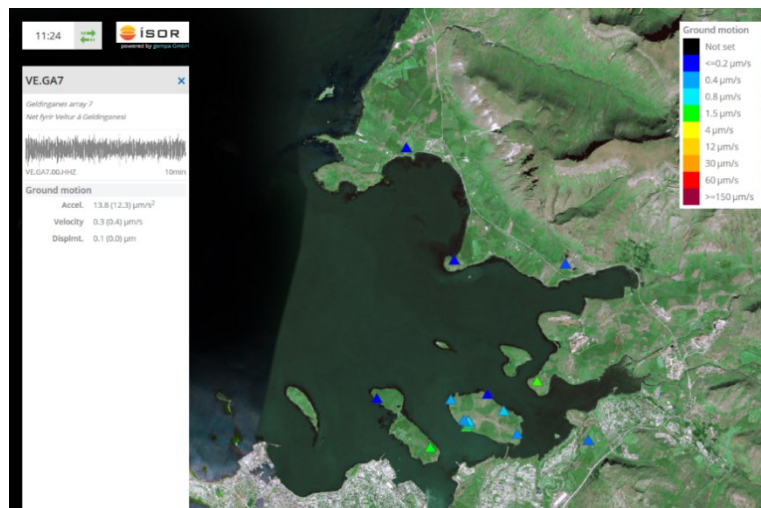 11:24
ÍSOR
powered by gempa GmbH
VE.GA7
×
Geldinganes array 7
Net fyrir Veitur á Geldinganesi
VE.GA7.00.HHZ 10min
Ground motion
Accel. 13.8 (12.3) µm/s²
Velocity 0.3 (0.4) µm/s
Displmt. 0.1 (0.0) µm
Ground motion
Not set
<=0.2 µm/s
0.4 µm/s
0.8 µm/s
1.5 µm/s
4 µm/s
12 µm/s
30 µm/s
60 µm/s
>=150 µm/s